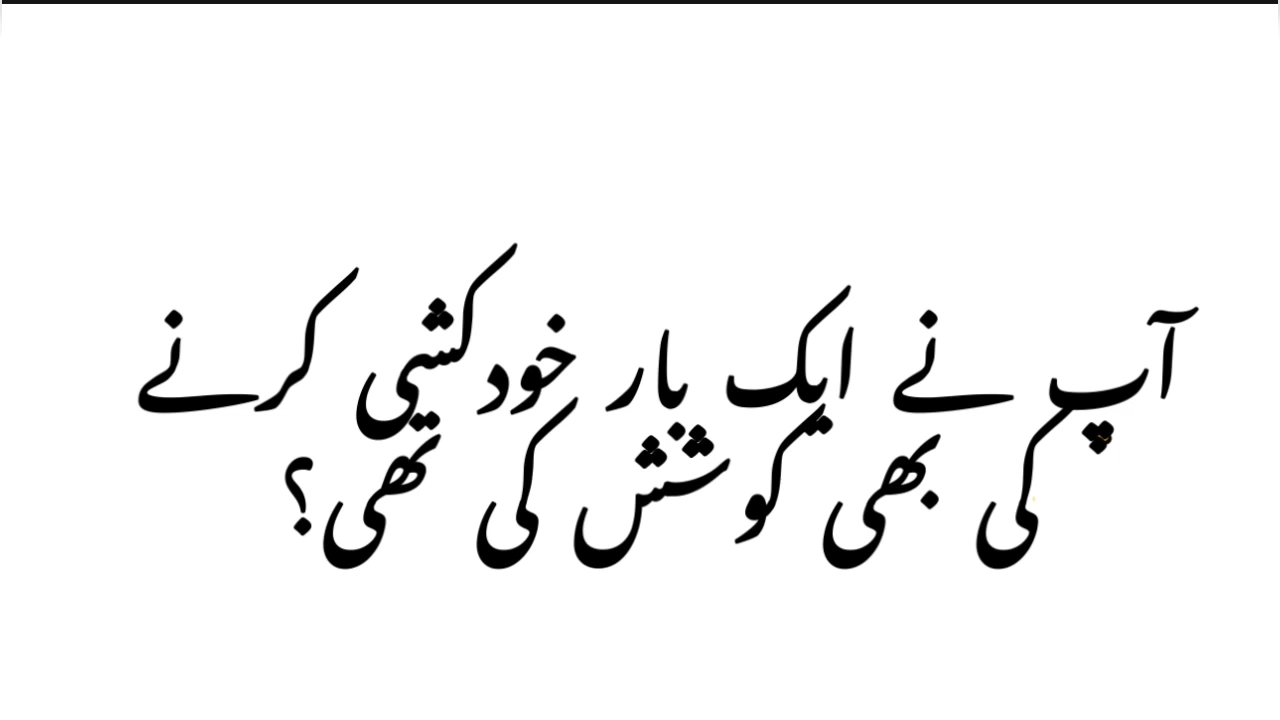 آپ نے ایک بار خودکشی کرنے
کی بھی کوشش کی تھی؟